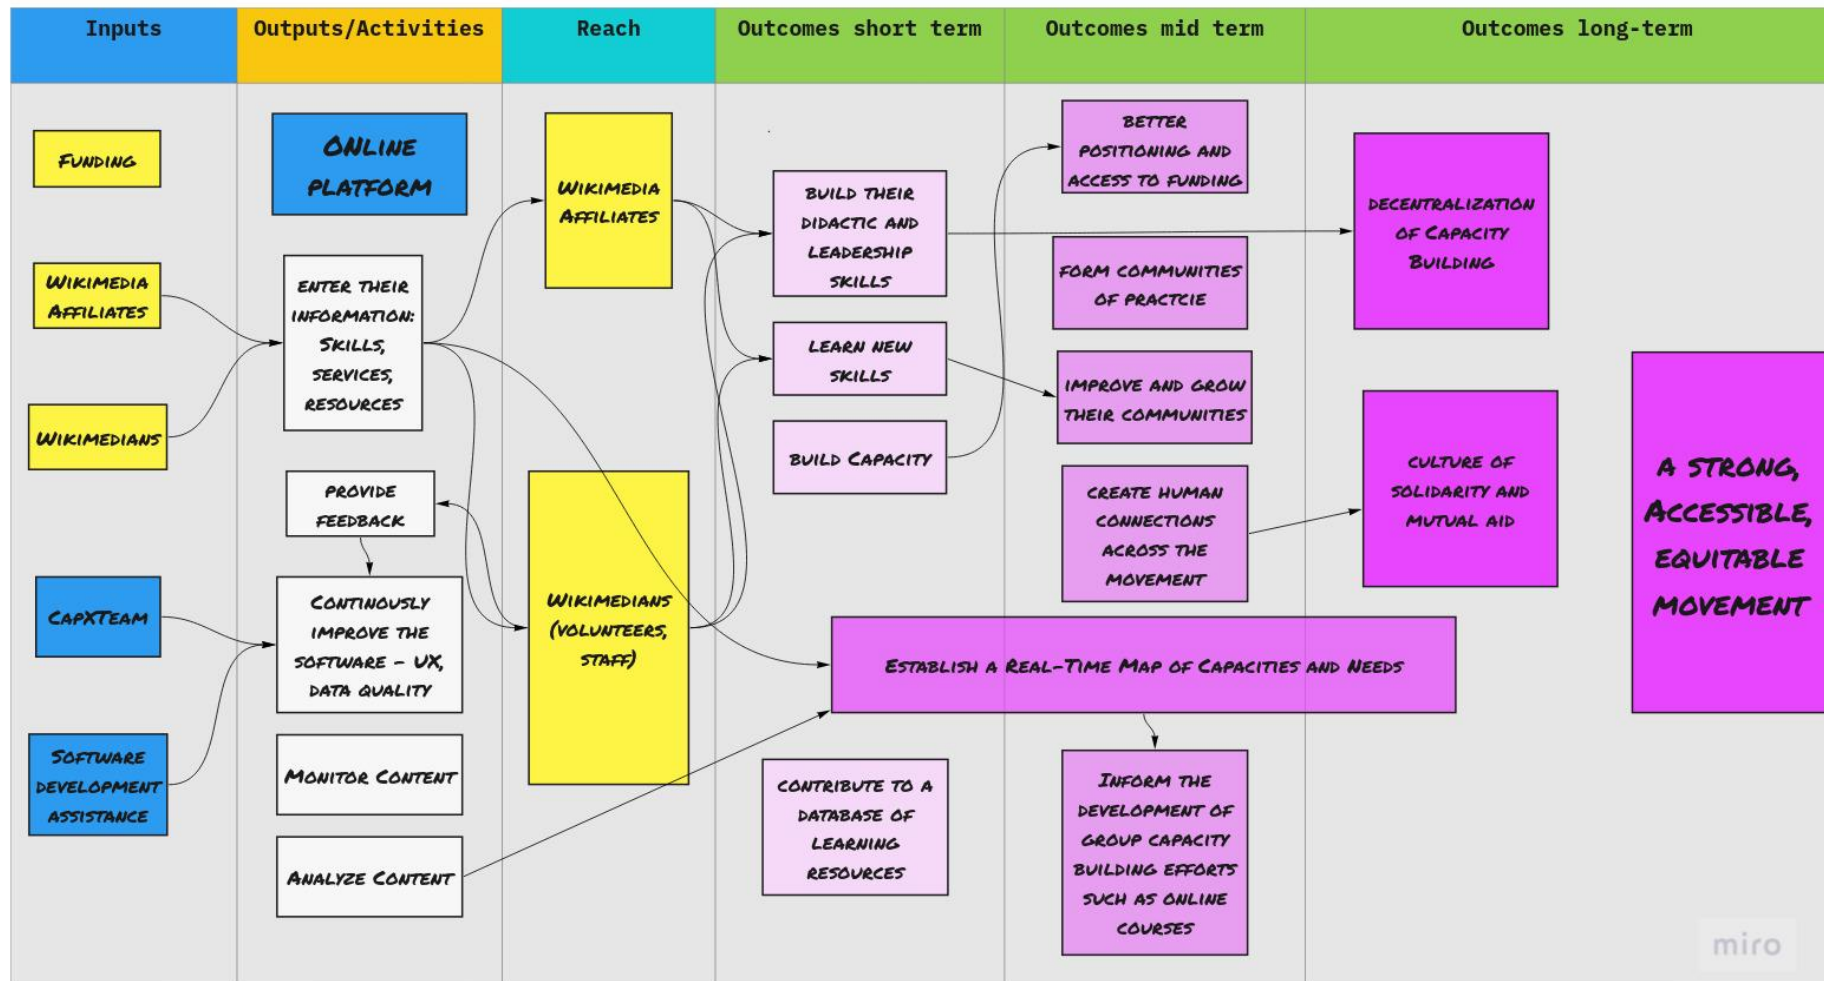 Inputs
Outputs/Activities
Reach
Outcomes short term
Outcomes mid term
Outcomes long-term
Funding
Wikimedia
Affiliates
Wikimedians
CapXTeam
Software
development
assistance
Online
platform
enter their
information:
Skills,
services,
resources
provide
feedback
Continously
improve the
software - UX,
data quality
Monitor Content
Analyze Content
Wikimedia
Affiliates
Wikimedians
(volunteers,
staff)
build their
didactic and
leadership
skills
learn new
skills
build Capacity
Establish a Real-Time Map of Capacities and Needs
contribute to a
database of
learning
resources
better
positioning and
access to funding
form communities
of practcie
improve and grow
their communities
create human
connections
across the
movement
Inform the
development of
group capacity
building efforts
such as online
courses
decentralization
of Capacity
Building
culture of
solidarity and
mutual aid
a strong,
Accessible,
equitable
movement
miro